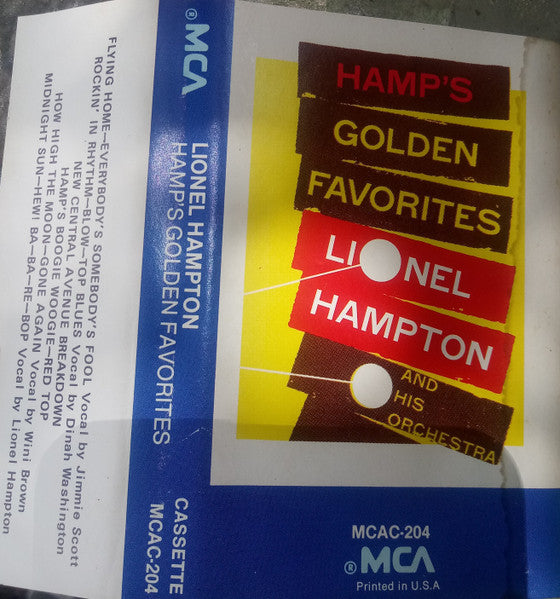 FLYING HOME—EVERYBODY'S SOMEBODY'S FOOL Vocal by Jimmie Scott
ROCKIN' IN RHYTHM—BLOW—TOP BLUES Vocal by Dinah Washington
NEW CENTRAL AVENUE BREAKDOWN
HAMP'S BOOGIE WOOGIE—RED TOP
HOW HIGH THE MOON—GONE AGAIN Vocal by Wini Brown
MIDNIGHT SUN—HEW! BA—BA—RE—BOP Vocal by Lionel Hampton
® MCA
LIONEL HAMPTON
HAMP'S GOLDEN FAVORITES
CASSETTE
MCAC-204
HAMP'S
GOLDEN
FAVORITES
LIONEL
HAMPTON
AND
HIS
ORCHESTRA
MCAC-204
® MCA
Printed in U.S.A